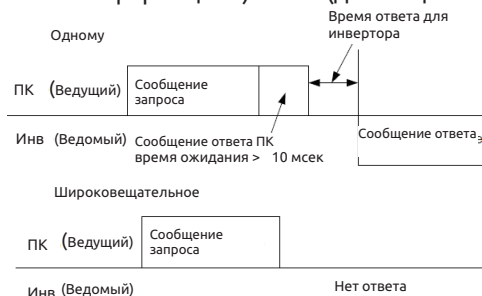 Время ответа для
инвертора
Одному
ПК (Ведущий)
Сообщение
запроса
Инв (Ведомый)
Сообщение ответа ПК
время ожидания > 10 мсек
Сообщение ответа
Широковещательное
ПК (Ведущий)
Сообщение
запроса
Инв (Ведомый)
Нет ответа